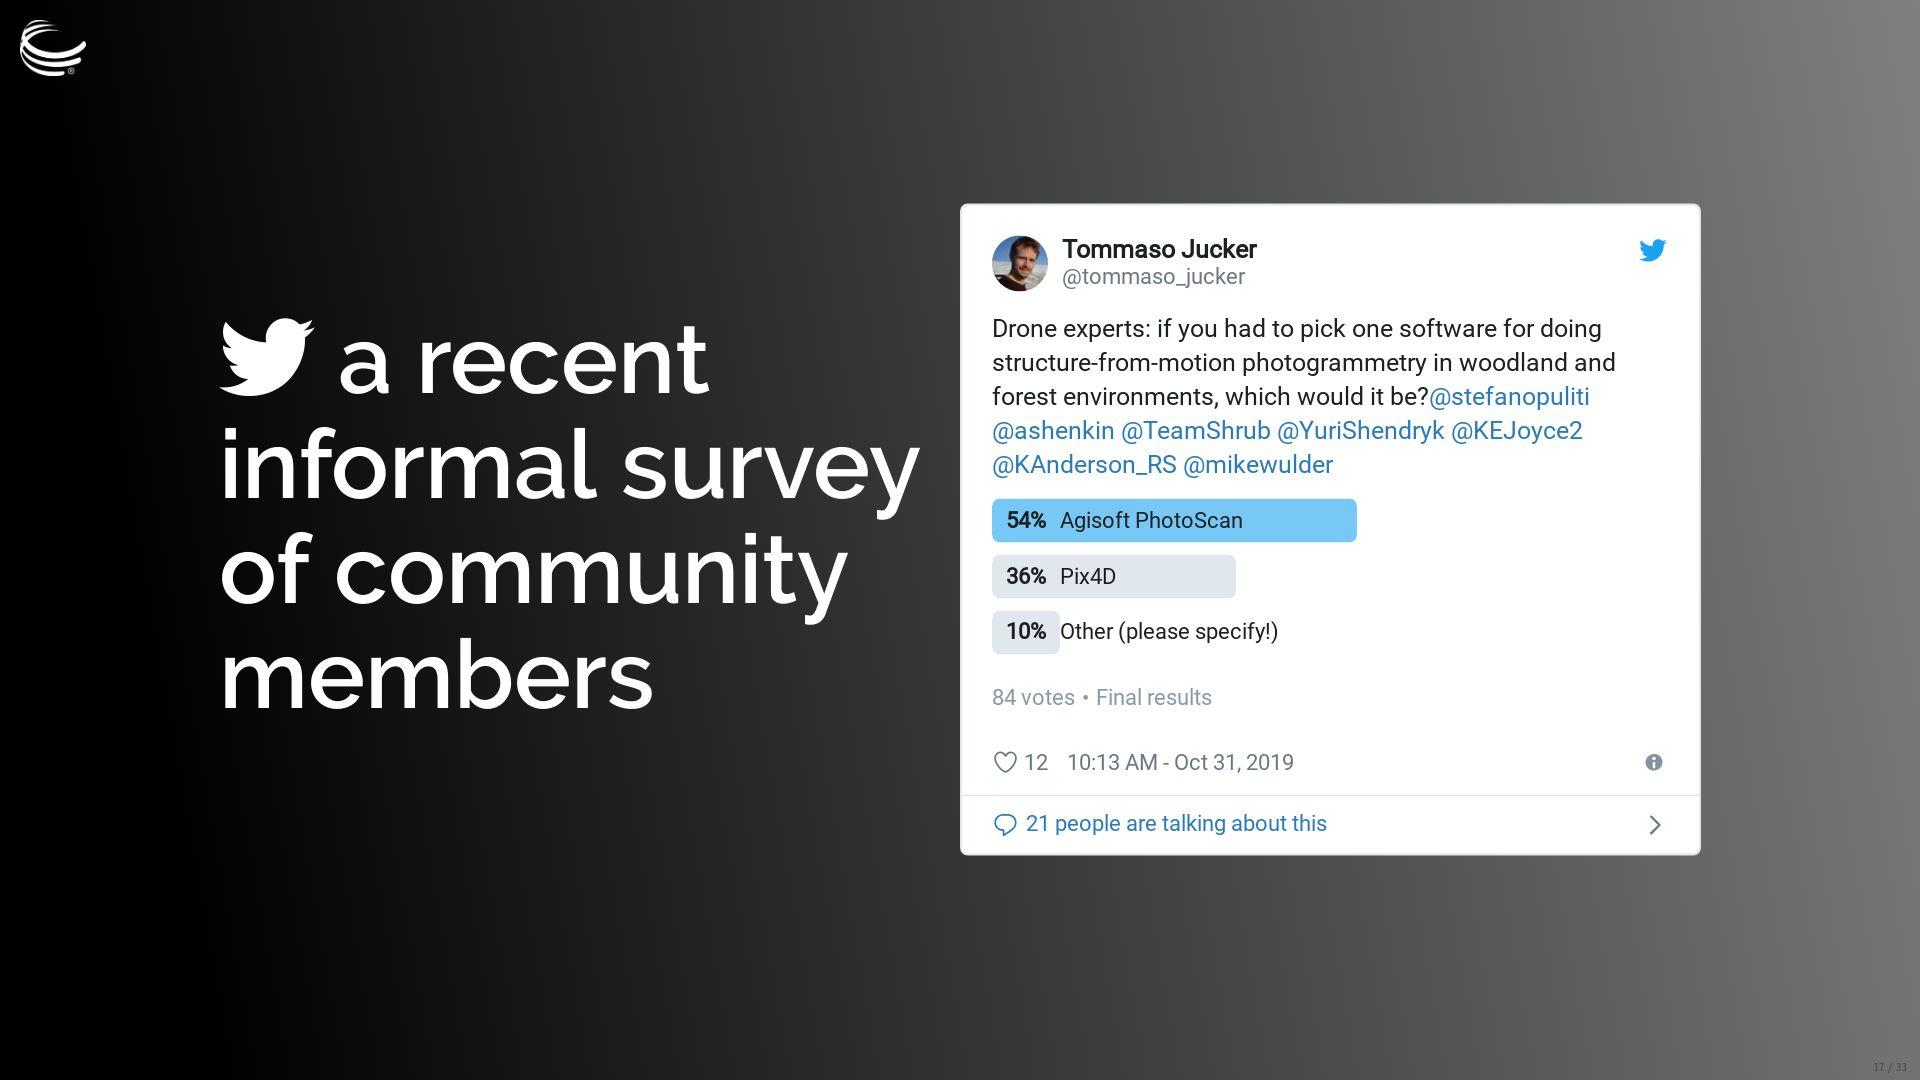 a recent
informal survey
of community
members
Tommaso Jucker
@tommaso_jucker
Drone experts: if you had to pick one software for doing
structure-from-motion photogrammetry in woodland and
forest environments, which would it be?@stefanopuliti
@ashenkin @TeamShrub @YuriShendryk @KEJoyce2
@KAnderson_RS @mikewulder
54% Agisoft PhotoScan
36% Pix4D
10% Other (please specify!)
84 votes • Final results
12 10:13 AM - Oct 31, 2019
21 people are talking about this
17 / 33